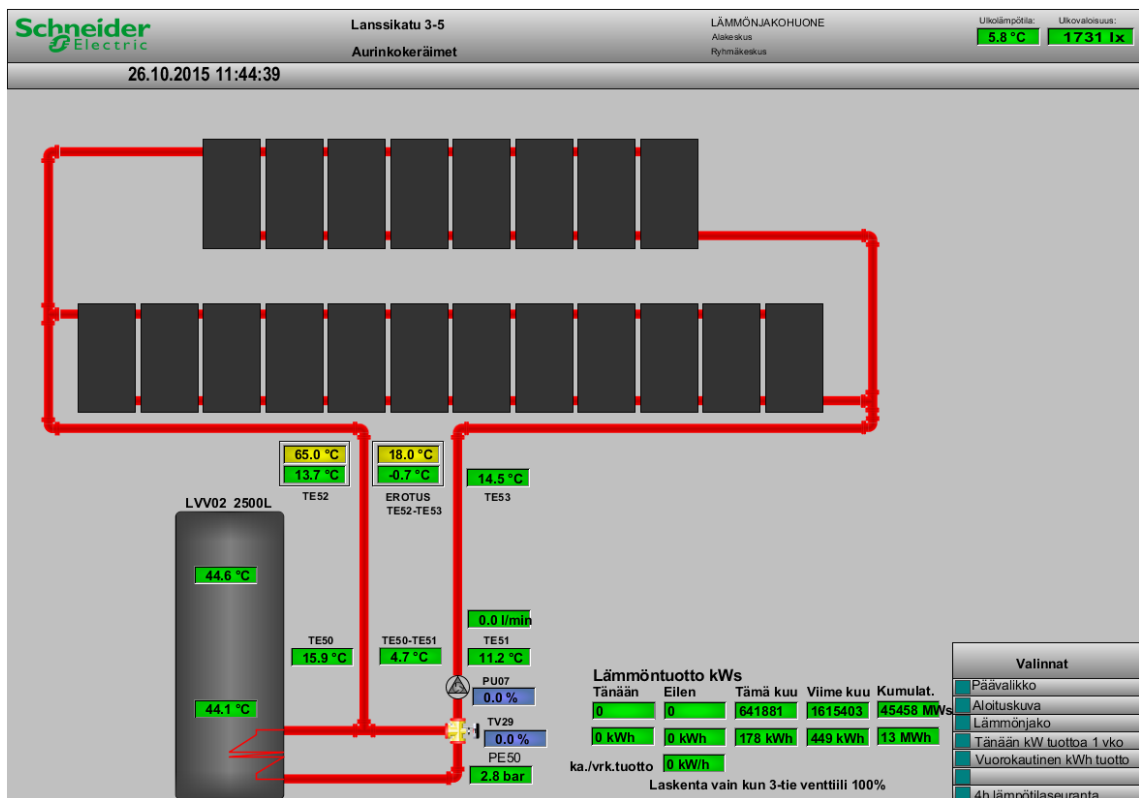 Schneider Electric
Lanssikatu 3-5
Aurinkokeräimet
LÄMMÖNJAKOHUONE
Alakeskus
Ryhmäkeskus
Ulkolämpötila: Ulkovaloisuus:
5.8 °C 1731 lx
26.10.2015 11:44:39
65.0 °C 18.0 °C
13.7 °C -0.7 °C 14.5 °C
TE52 EROTUS TE53
TE52-TE53
LVV02 2500L
44.6 °C
0.0 l/min
TE50 TE50-TE51 TE51
15.9 °C 4.7 °C 11.2 °C
PU07
0.0 %
44.1 °C
TV29
0.0 %
PE50
2.8 bar
Lämmöntuotto kWs
Tänään Eilen Tämä kuu Viime kuu Kumulat.
0 0 641881 1615403 45458 MWs
0 kWh 0 kWh 178 kWh 449 kWh 13 MWh
ka./vrk.tuotto 0 kW/h
Laskenta vain kun 3-tie venttiili 100%
Valinnat
Päävalikko
Aloituskuva
Lämmönjako
Tänään kW tuottoa 1 vko
Vuorokautinen kWh tuotto
4h lämpötilaseuranta